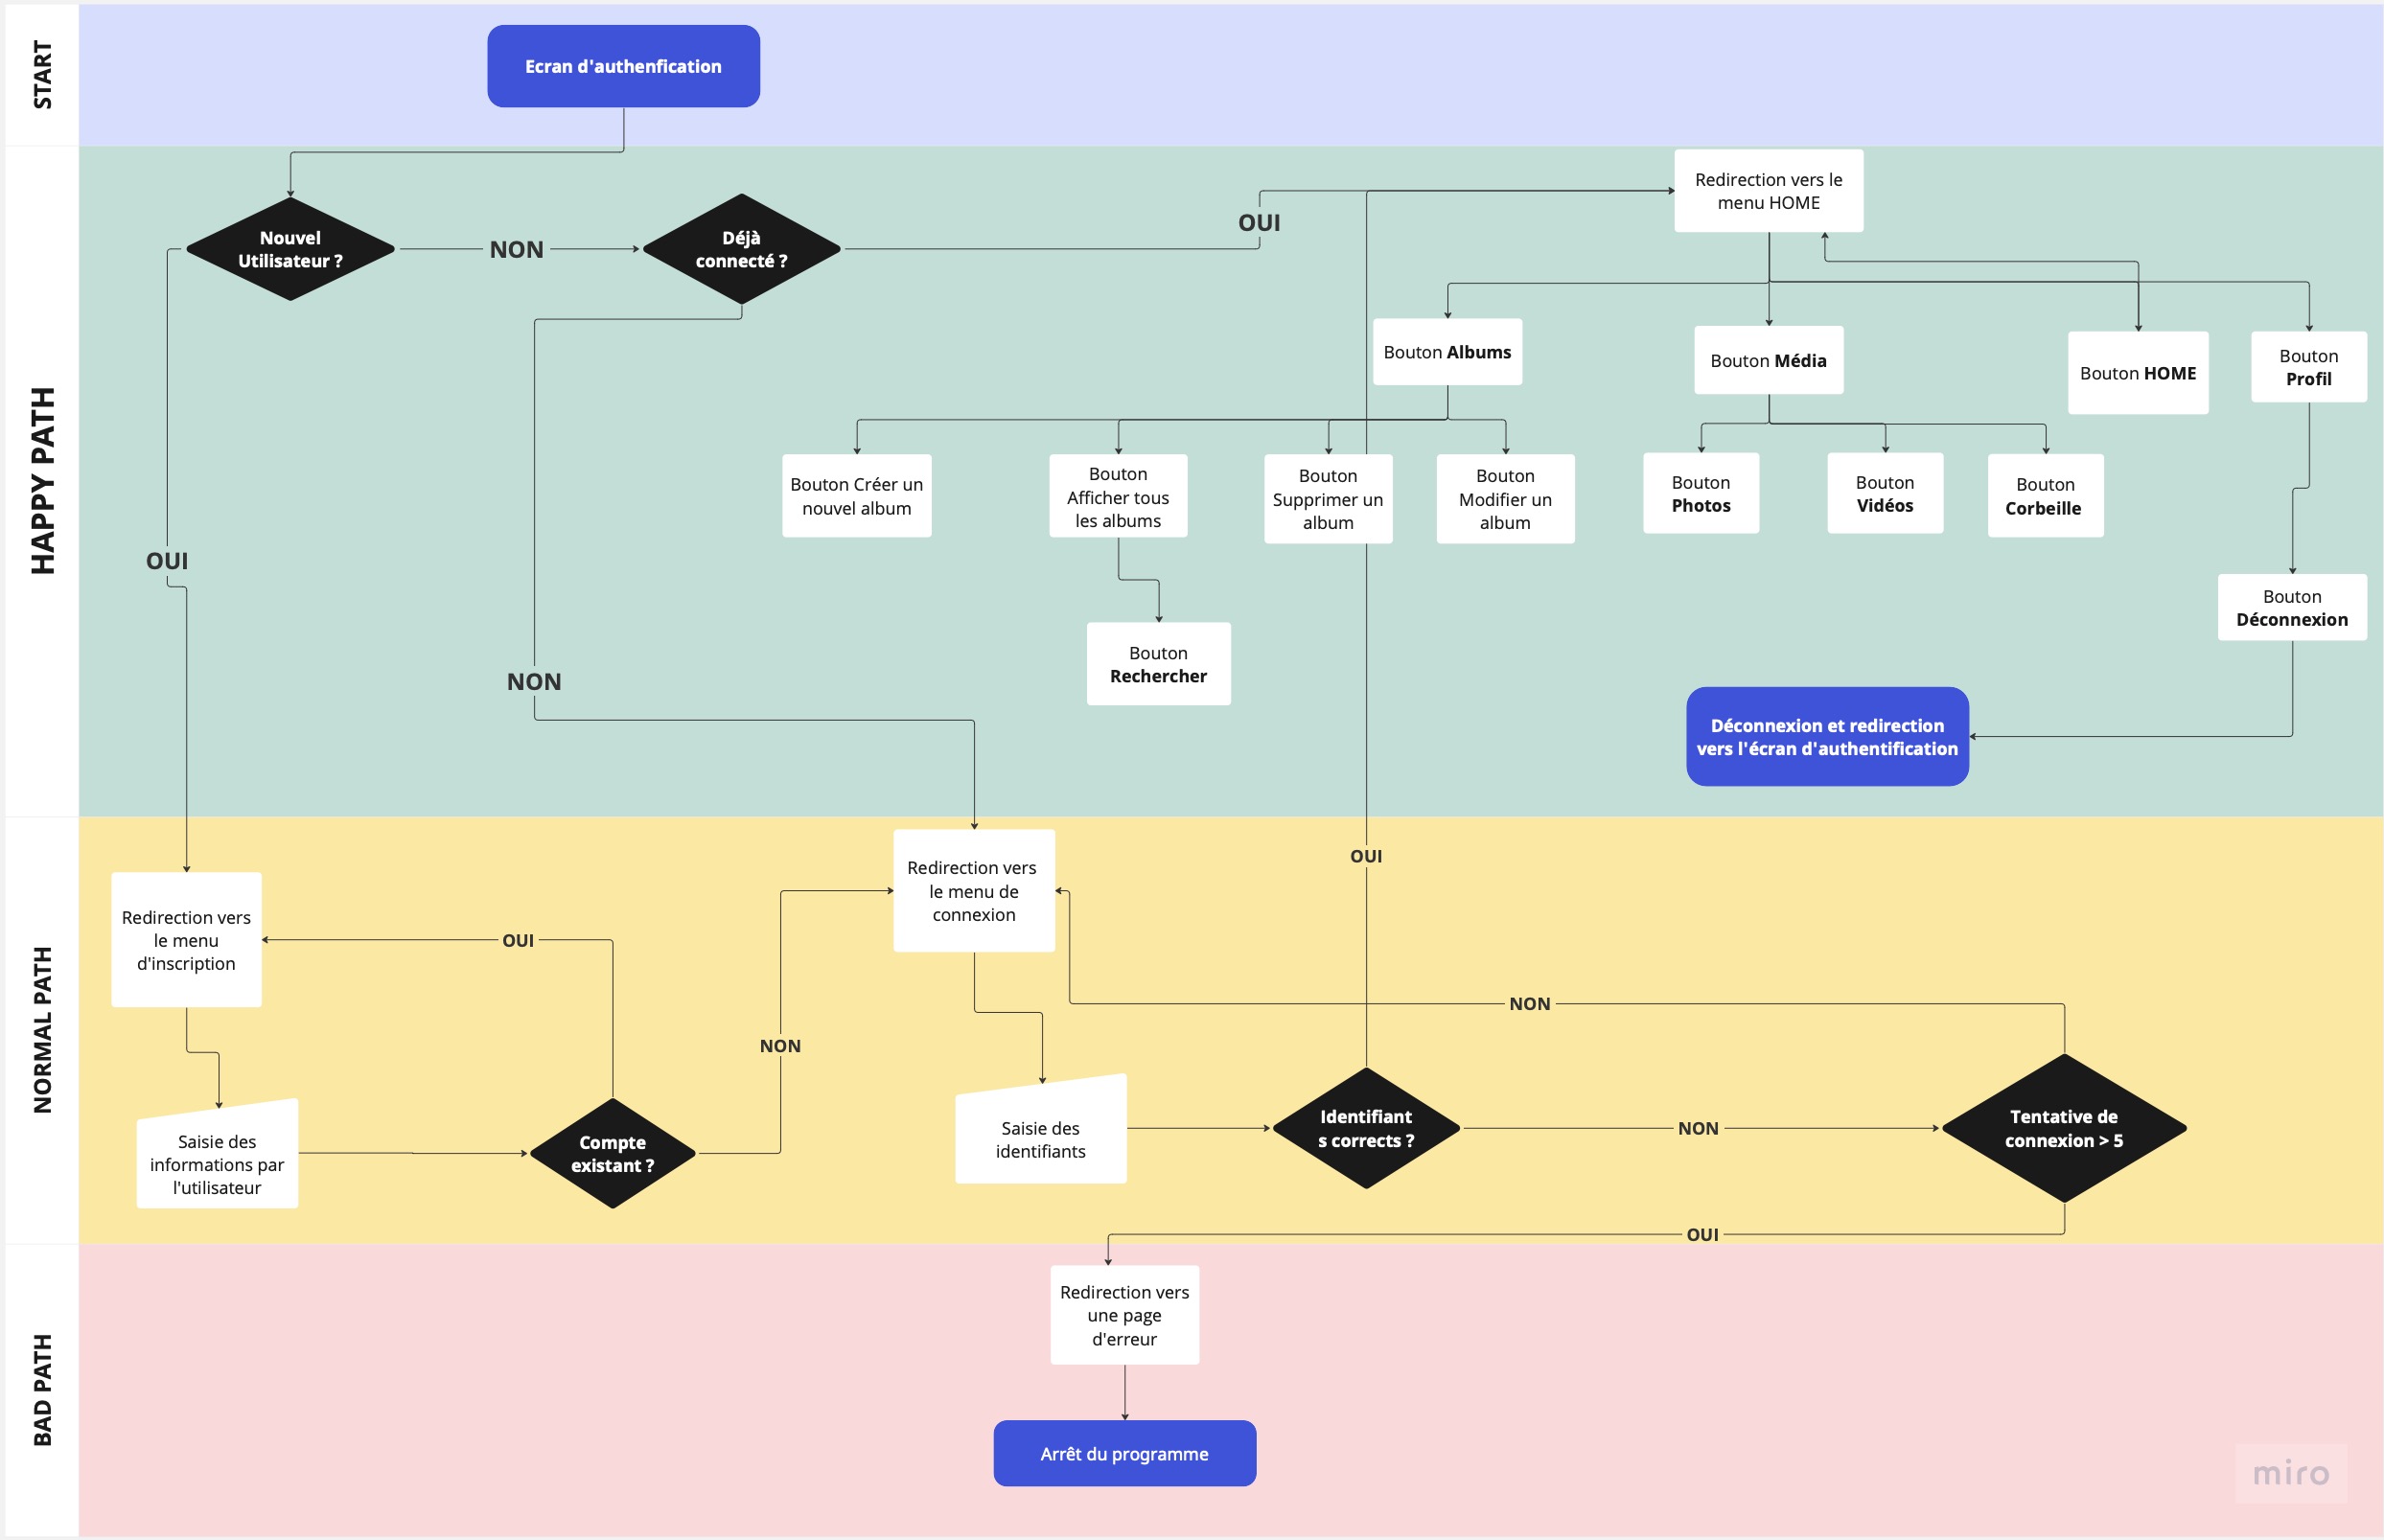 START
Ecran d'authenfication
HAPPY PATH
Nouvel
Utilisateur ?
NON
Déjà
connecté ?
OUI
Redirection vers le
menu HOME
Bouton Albums
Bouton Média
Bouton HOME
Bouton
Profil
Bouton Créer un
nouvel album
Bouton
Afficher tous
les albums
Bouton
Supprimer un
album
Bouton
Modifier un
album
Bouton
Photos
Bouton
Vidéos
Bouton
Corbeille
OUI
NON
Bouton
Rechercher
Bouton
Déconnexion
Déconnexion et redirection
vers l'écran d'authentification
NORMAL PATH
Redirection vers
le menu
d'inscription
OUI
Redirection vers
le menu de
connexion
OUI
NON
NON
Saisie des
informations par
l'utilisateur
Compte
existant ?
Saisie des
identifiants
Identifiant
s corrects ?
NON
Tentative de
connexion > 5
OUI
BAD PATH
Redirection vers
une page
d'erreur
Arrêt du programme
miro